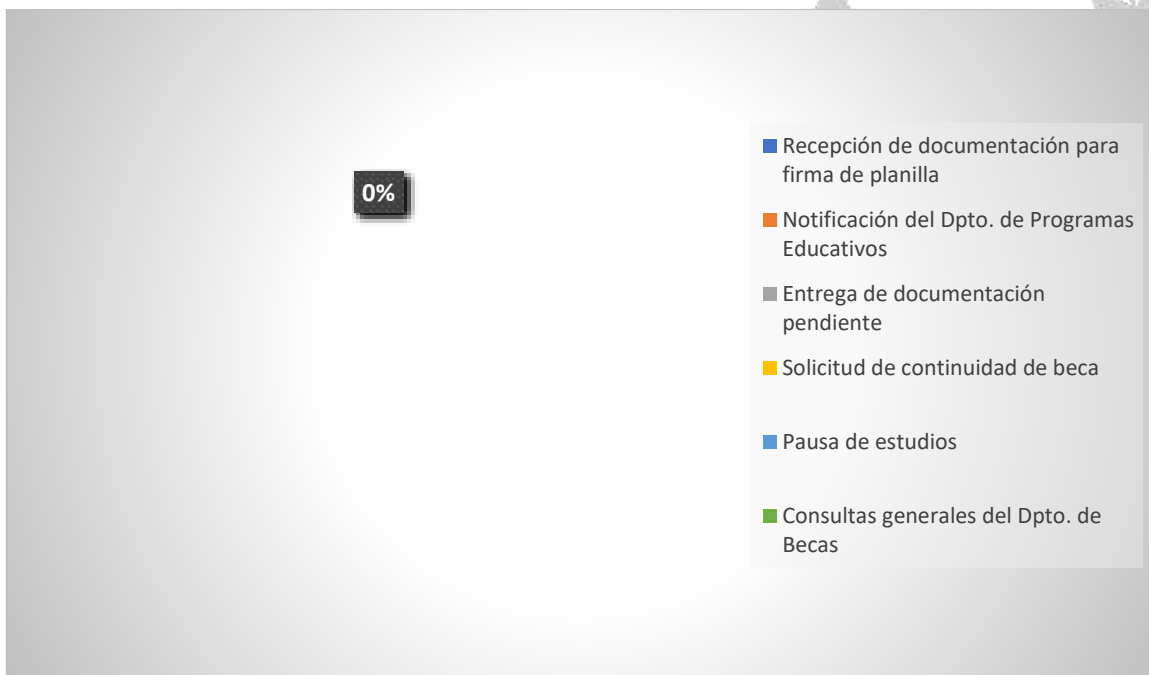 0%
Recepción de documentación para
firma de planilla
Notificación del Dpto. de Programas
Educativos
Entrega de documentación
pendiente
Solicitud de continuidad de beca
Pausa de estudios
Consultas generales del Dpto. de
Becas